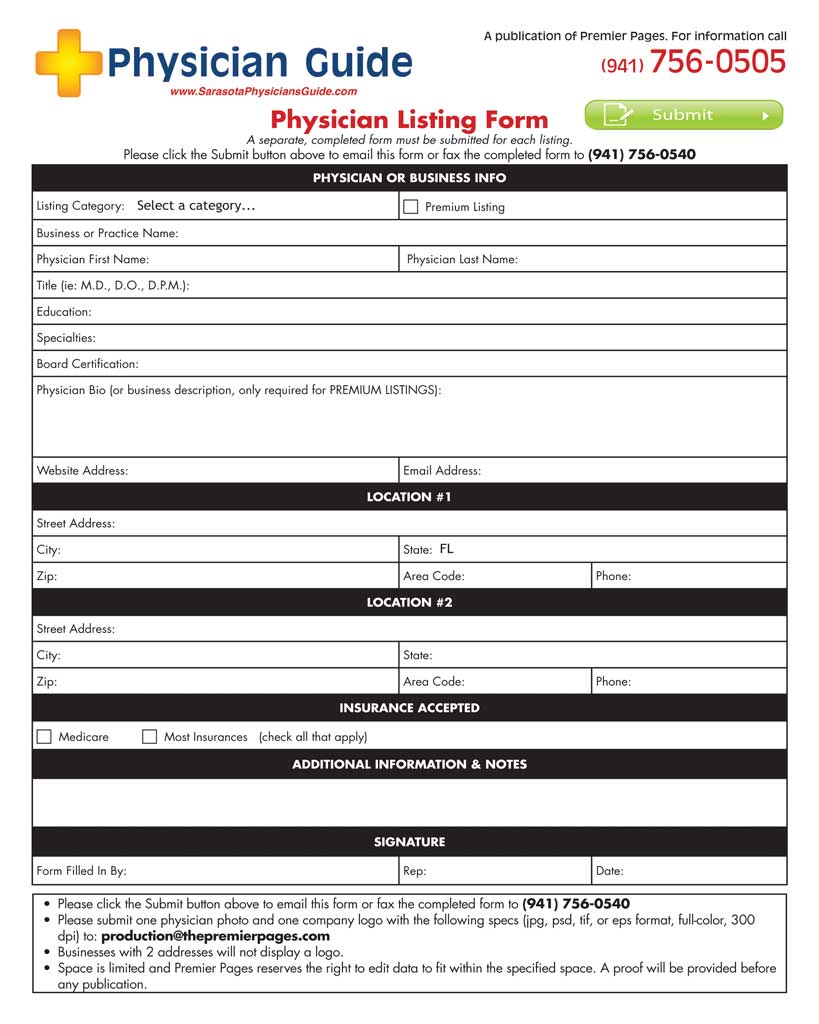 A publication of Premier Pages. For information call
Physician Guide
(941) 756-0505
www.SarasotaPhysiciansGuide.com
Physician Listing Form
Submit
A separate, completed form must be submitted for each listing.
Please click the Submit button above to email this form or fax the completed form to (941) 756-0540
PHYSICIAN OR BUSINESS INFO
Listing Category: Select a category... Premium Listing
Business or Practice Name:
Physician First Name: Physician Last Name:
Title (ie: M.D., D.O., D.P.M.):
Education:
Specialties:
Board Certification:
Physician Bio (or business description, only required for PREMIUM LISTINGS):
Website Address: Email Address:
LOCATION #1
Street Address:
City: State: FL
Zip: Area Code: Phone:
LOCATION #2
Street Address:
City: State:
Zip: Area Code: Phone:
INSURANCE ACCEPTED
Medicare Most Insurances (check all that apply)
ADDITIONAL INFORMATION & NOTES
SIGNATURE
Form Filled In By: Rep: Date:
• Please click the Submit button above to email this form or fax the completed form to (941) 756-0540
• Please submit one physician photo and one company logo with the following specs (jpg, psd, tif, or eps format, full-color, 300
dpi) to: production@thepremierpages.com
• Businesses with 2 addresses will not display a logo.
• Space is limited and Premier Pages reserves the right to edit data to fit within the specified space. A proof will be provided before
any publication.